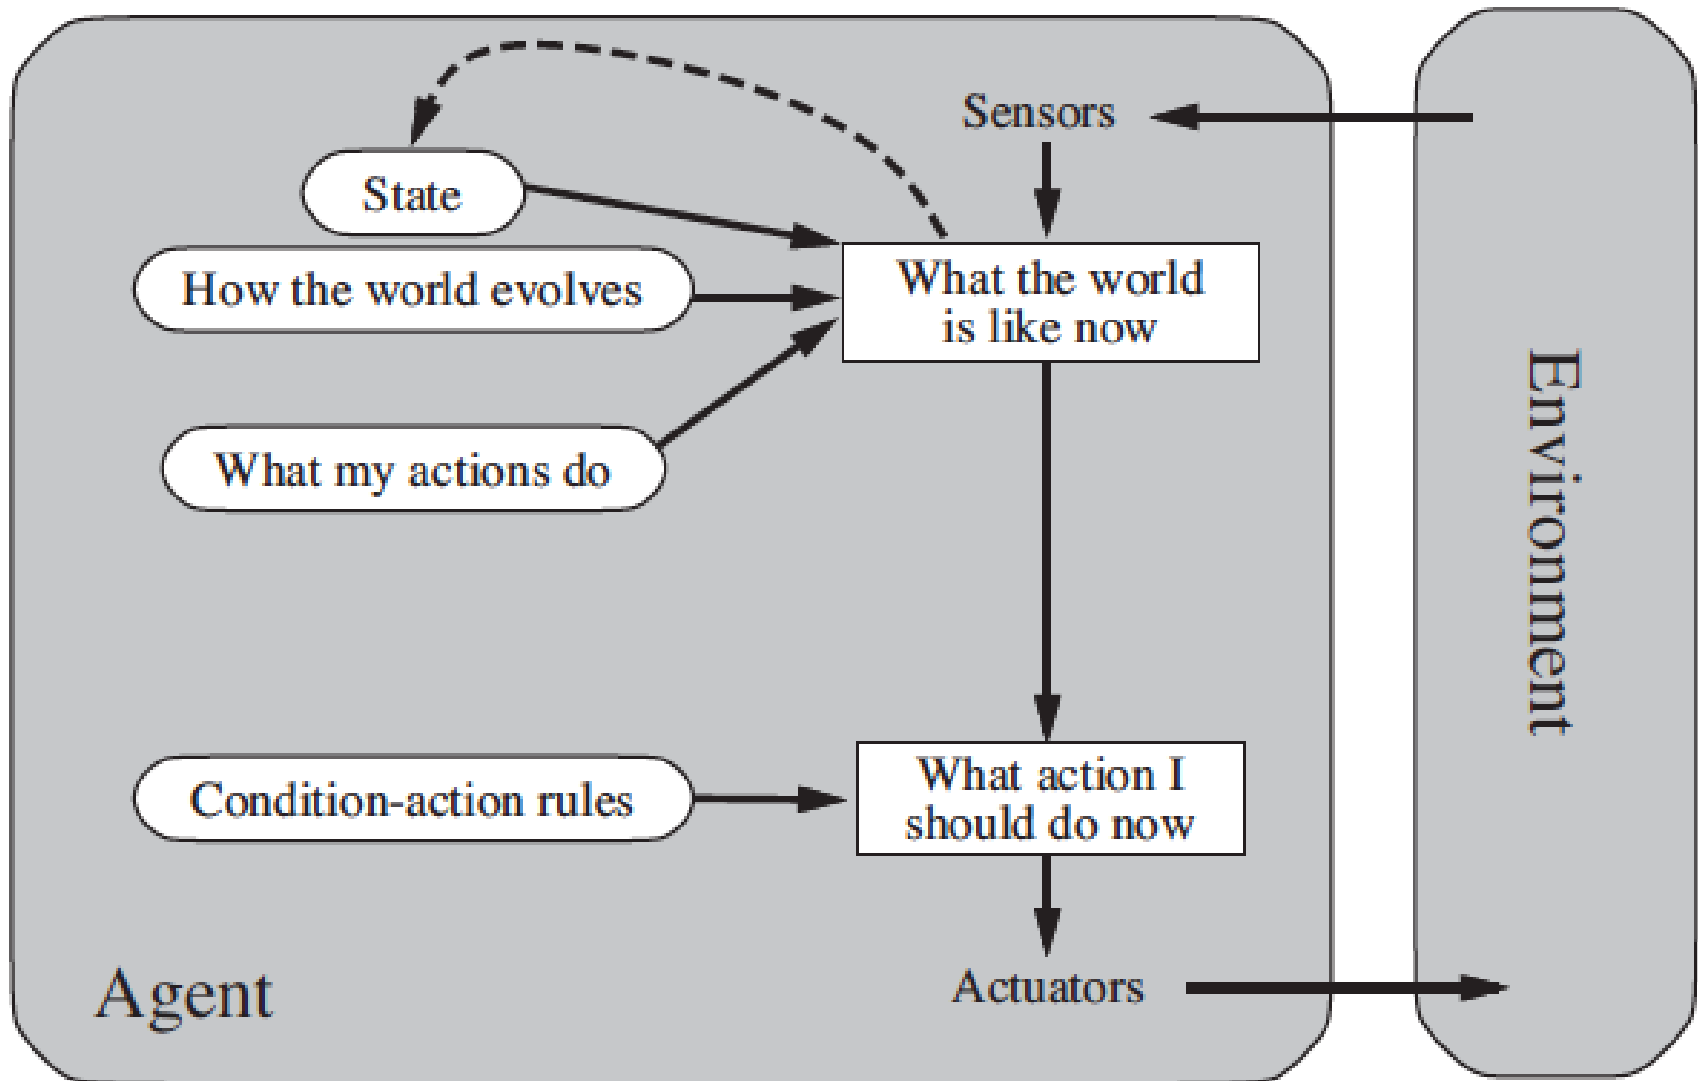 Sensors
State
How the world evolves
What the world
is like now
What my actions do
Environment
Condition-action rules
What action I
should do now
Agent
Actuators